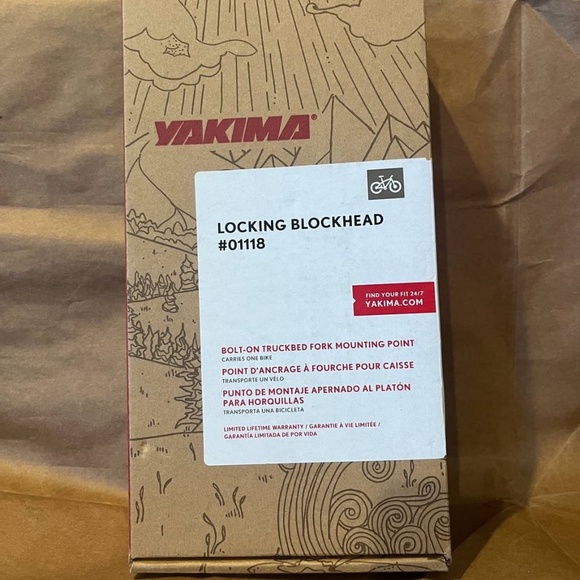 YAKIMA®
LOCKING BLOCKHEAD
#01118
FIND YOUR FIT 24/7
YAKIMA.COM
BOLT-ON TRUCKBED FORK MOUNTING POINT
CARRIES ONE BIKE
POINT D'ANCRAGE À FOURCHE POUR CAISSE
TRANSPORTE UN VÉLO
PUNTO DE MONTAJE APERNADO AL PLATÓN
PARA HORQUILLAS
TRANSPORTA UNA BICICLETA
LIMITED LIFETIME WARRANTY / GARANTIE À VIE LIMITÉE /
GARANTÍA LIMITADA DE POR VIDA